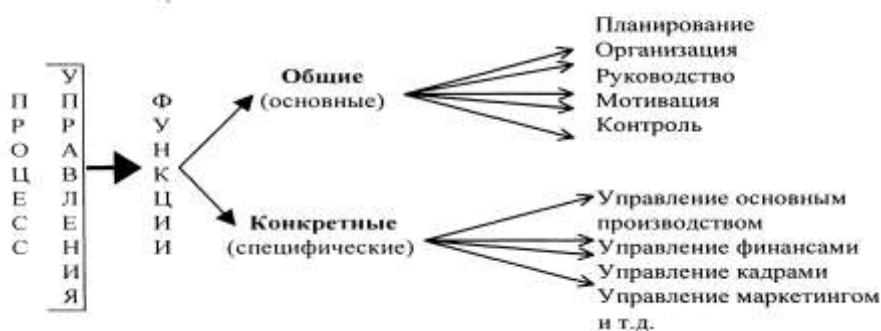 ПРОЦЕСС
УПРАВЛЕНИЯ
ФУНКЦИИ
Общие
(основные)
Планирование
Организация
Руководство
Мотивация
Контроль
Конкретные
(специфические)
Управление основным
производством
Управление финансами
Управление кадрами
Управление маркетингом
и т.д.